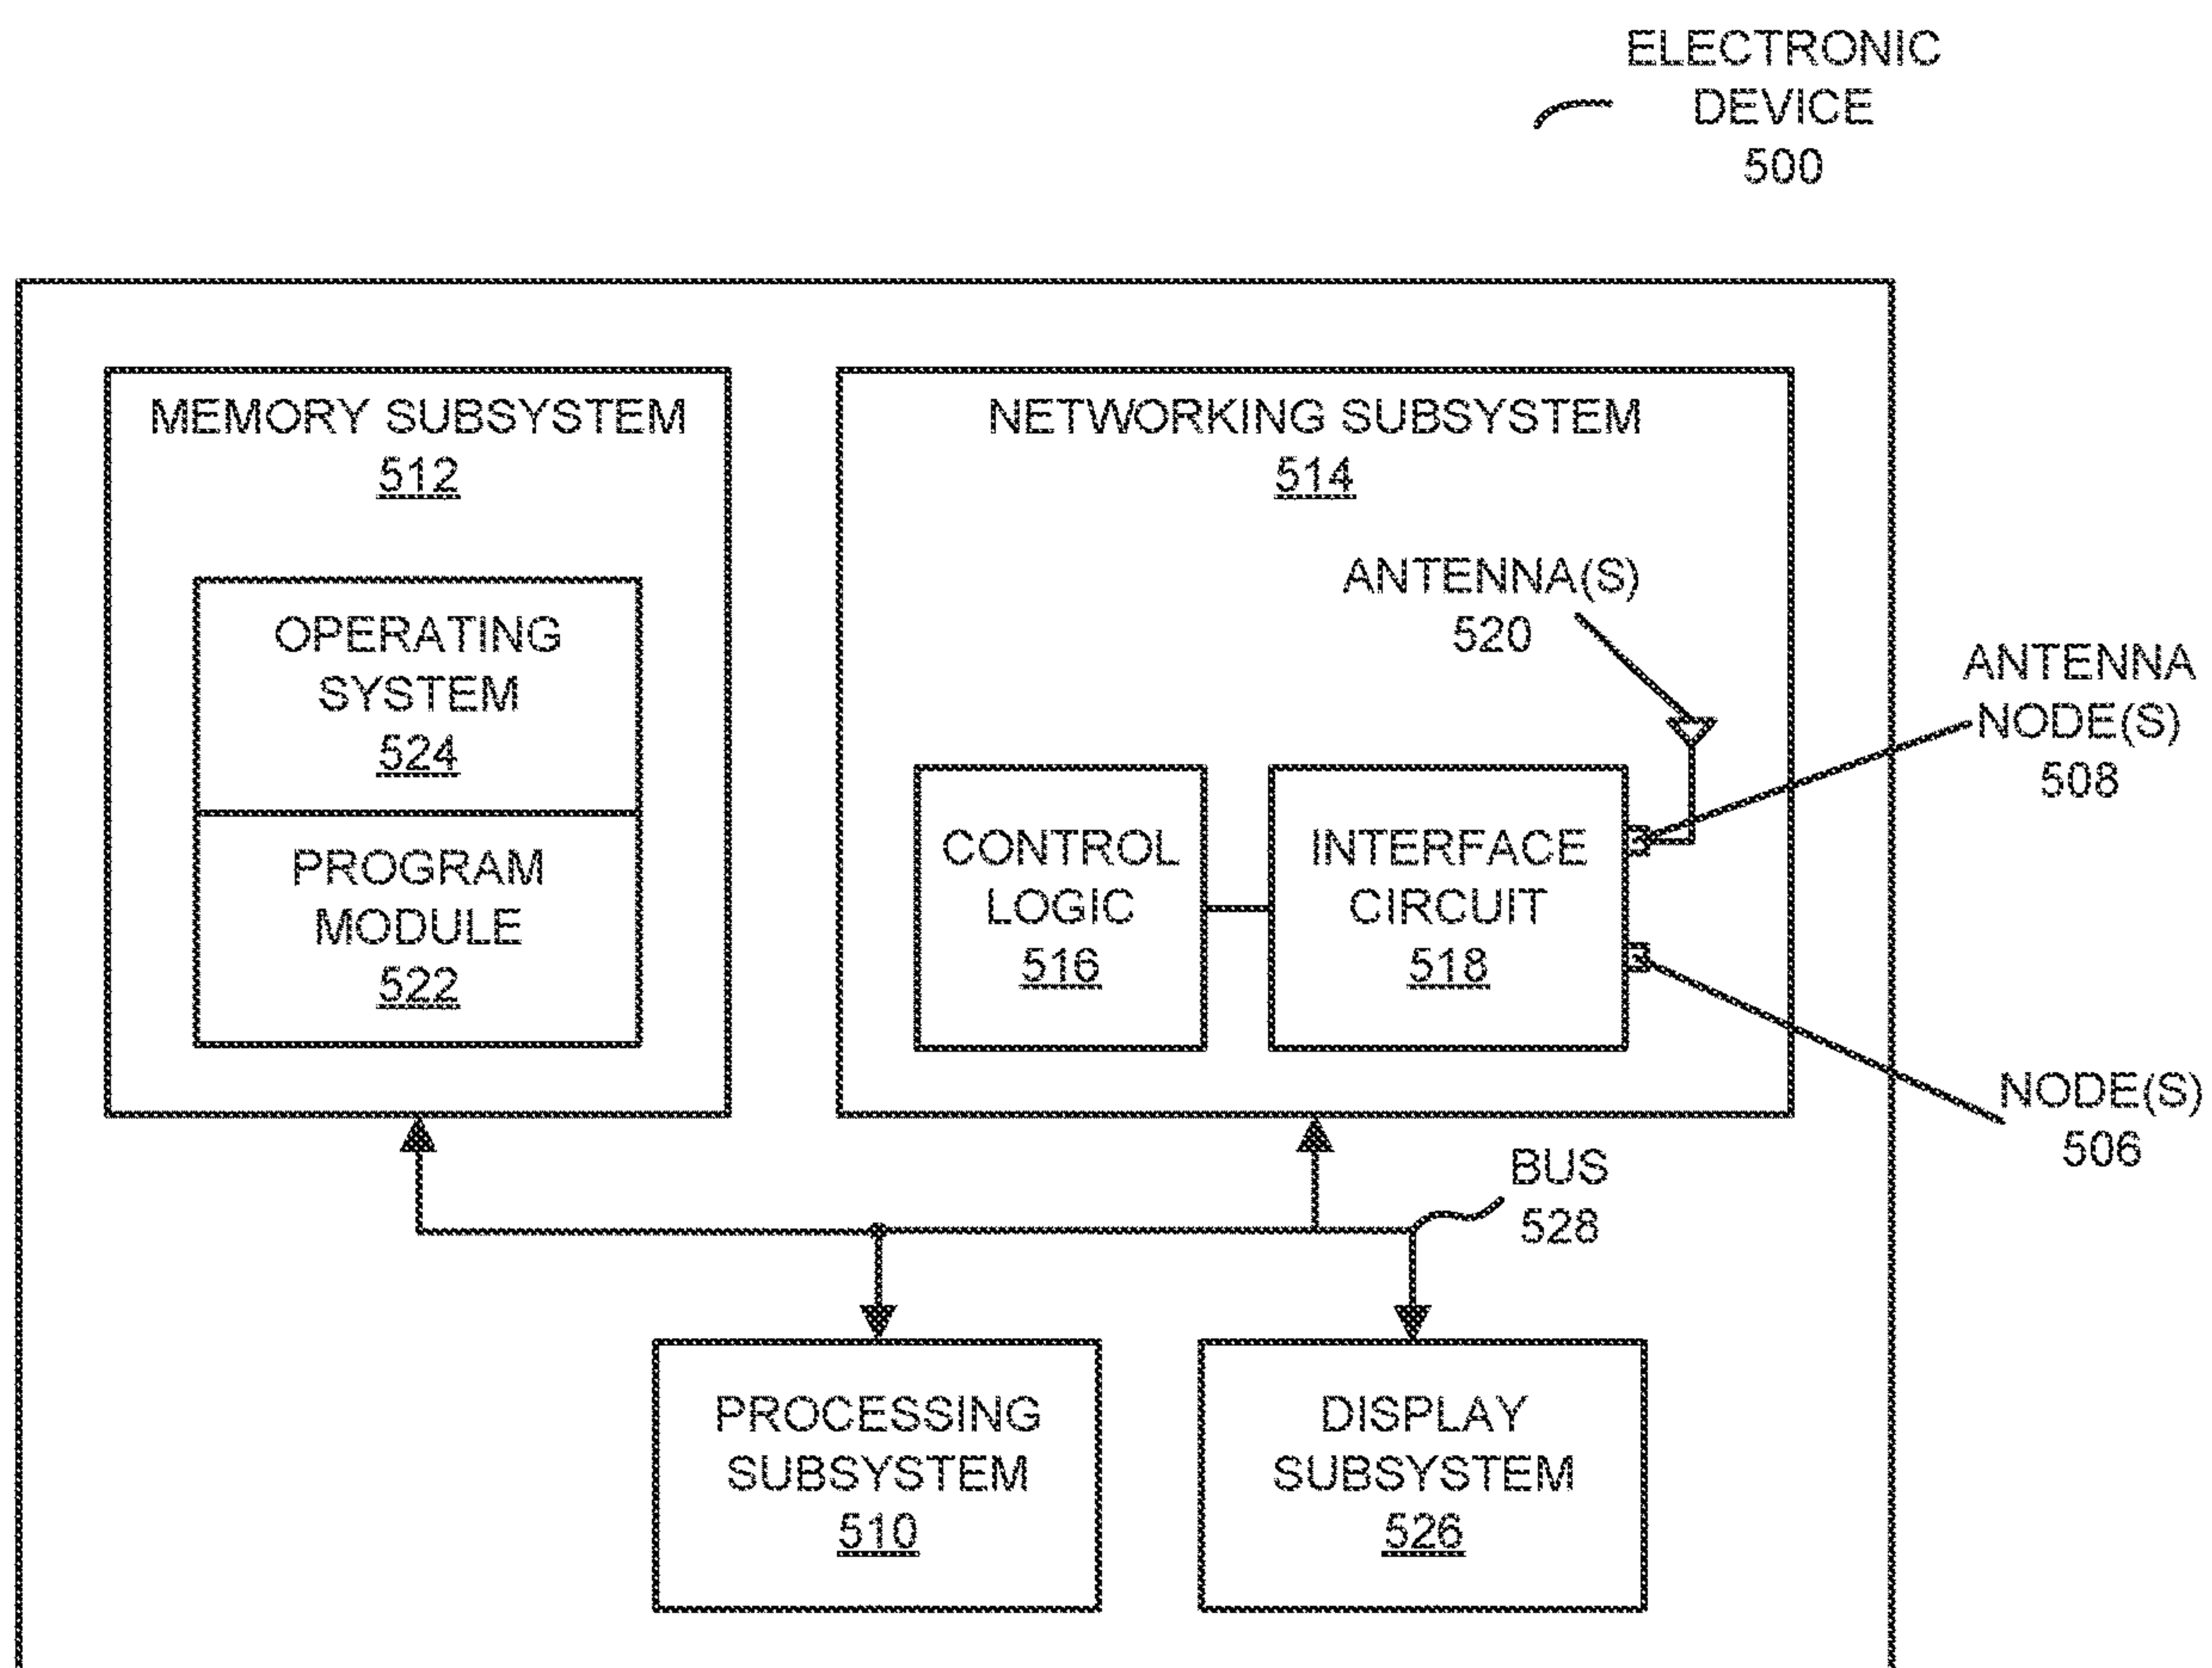 ELECTRONIC
DEVICE
500
MEMORY SUBSYSTEM
512
OPERATING
SYSTEM
524
PROGRAM
MODULE
522
NETWORKING SUBSYSTEM
514
ANTENNA(S)
520
CONTROL
LOGIC
516
INTERFACE
CIRCUIT
518
ANTENNA
NODE(S)
508
NODE(S)
506
BUS
528
PROCESSING
SUBSYSTEM
510
DISPLAY
SUBSYSTEM
526